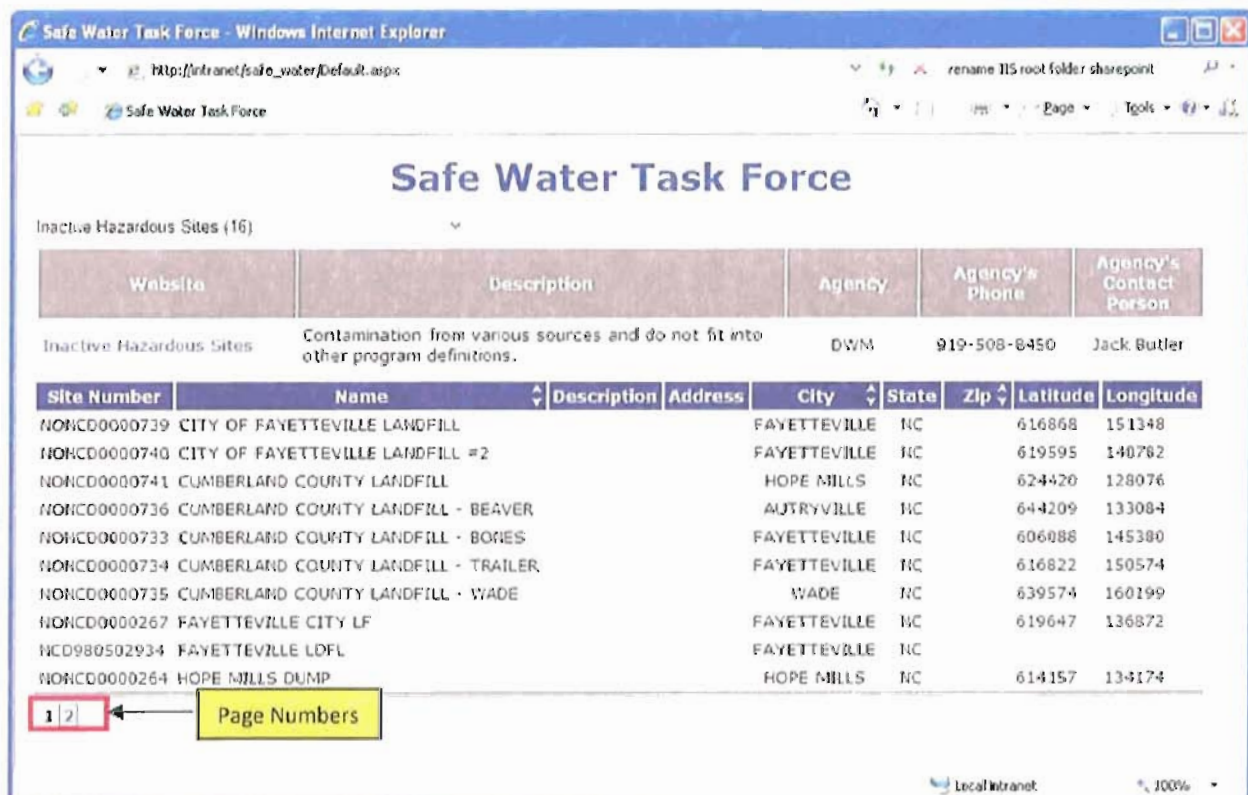 Safe Water Task Force - Windows Internet Explorer
http://intranet/safe_water/Default.aspx rename IIS root folder sharepoint
Safe Water Task Force Page Tools
Safe Water Task Force
Inactive Hazardous Sites (16)
Website Description Agency Agency's Phone Agency's Contact Person
Inactive Hazardous Sites Contamination from various sources and do not fit into other program definitions. DWM 919-508-8450 Jack Butler
Site Number Name Description Address City State Zip Latitude Longitude
NONCD0000739 CITY OF FAYETTEVILLE LANDFILL FAYETTEVILLE NC 616868 151348
NONCD0000740 CITY OF FAYETTEVILLE LANDFILL #2 FAYETTEVILLE NC 619595 140782
NONCD0000741 CUMBERLAND COUNTY LANDFILL HOPE MILLS NC 624420 128076
NONCD0000736 CUMBERLAND COUNTY LANDFILL - BEAVER AUTRYVILLE NC 644209 133084
NONCD0000733 CUMBERLAND COUNTY LANDFILL - BONES FAYETTEVILLE NC 606088 145380
NONCD0000734 CUMBERLAND COUNTY LANDFILL - TRAILER FAYETTEVILLE NC 616822 150574
NONCD0000735 CUMBERLAND COUNTY LANDFILL - WADE WADE NC 639574 160199
NONCD0000267 FAYETTEVILLE CITY LF FAYETTEVILLE NC 619647 136872
NCD980502934 FAYETTEVILLE LDFL FAYETTEVILLE NC
NONCD0000264 HOPE MILLS DUMP HOPE MILLS NC 614157 134174
1 2 Page Numbers
Local intranet 100%